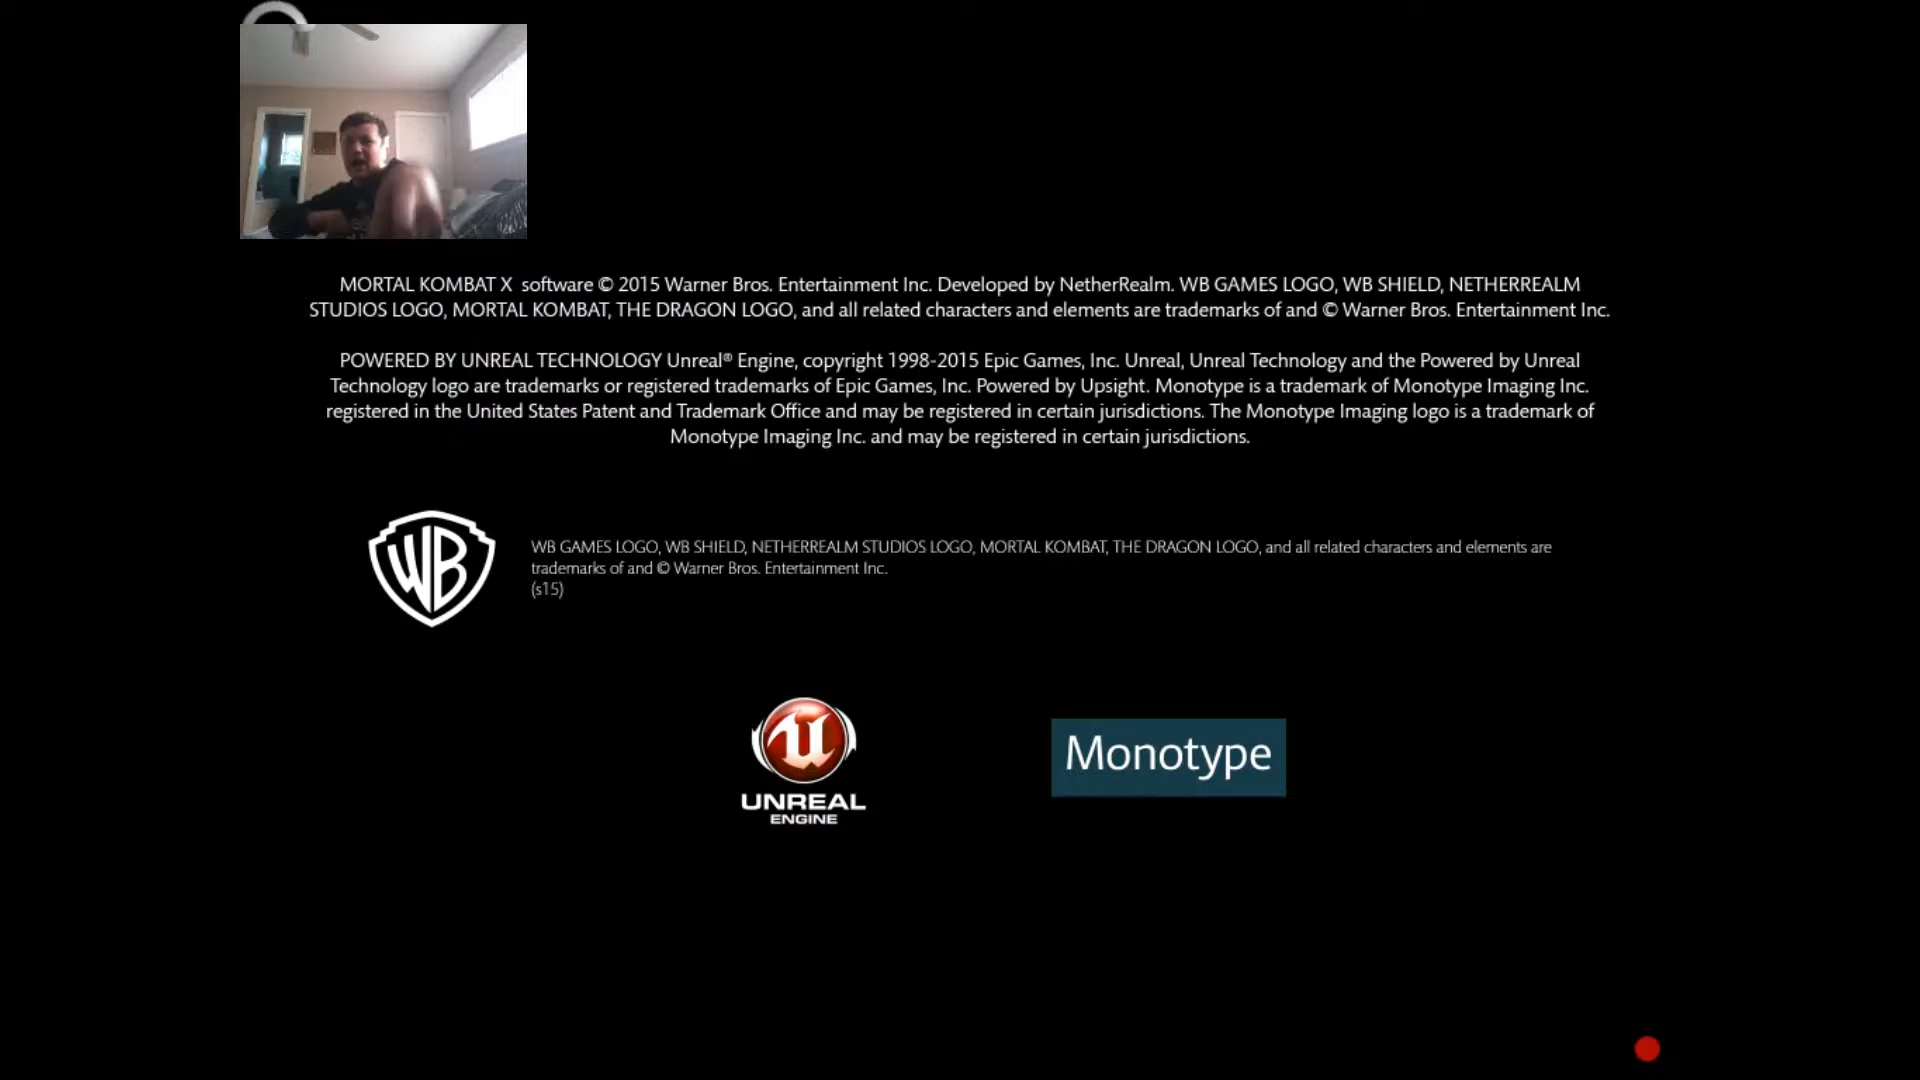 MORTAL KOMBAT X  software © 2015 Warner Bros. Entertainment Inc. Developed by NetherRealm. WB GAMES LOGO, WB SHIELD, NETHERREALM
STUDIOS LOGO, MORTAL KOMBAT, THE DRAGON LOGO, and all related characters and elements are trademarks of and © Warner Bros. Entertainment Inc.
POWERED BY UNREAL TECHNOLOGY Unreal® Engine, copyright 1998-2015 Epic Games, Inc. Unreal, Unreal Technology and the Powered by Unreal
Technology logo are trademarks or registered trademarks of Epic Games, Inc. Powered by Upsight. Monotype is a trademark of Monotype Imaging Inc.
registered in the United States Patent and Trademark Office and may be registered in certain jurisdictions. The Monotype Imaging logo is a trademark of
Monotype Imaging Inc. and may be registered in certain jurisdictions.
WB
WB GAMES LOGO, WB SHIELD, NETHERREALM STUDIOS LOGO, MORTAL KOMBAT, THE DRAGON LOGO, and all related characters and elements are
trademarks of and © Warner Bros. Entertainment Inc.
(s15)
U
UNREAL
ENGINE
Monotype